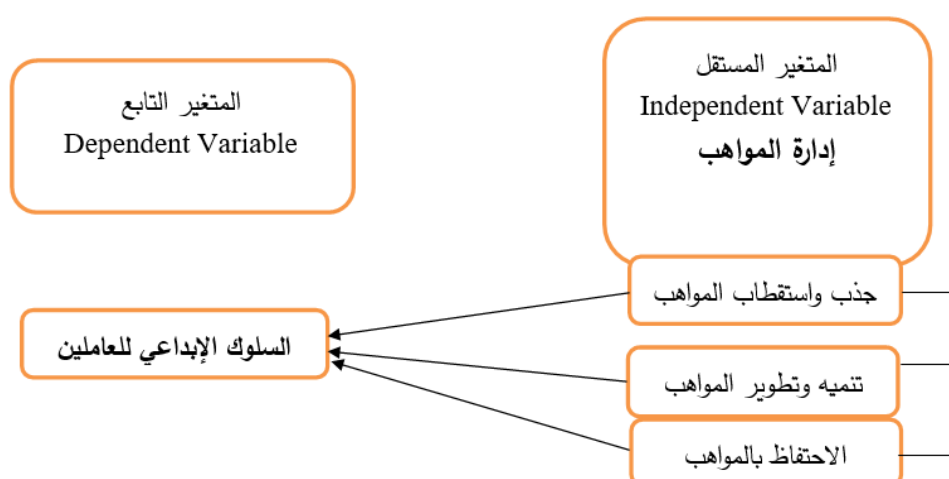 المتغير المستقل
Independent Variable
إدارة المواهب
المتغير التابع
Dependent Variable
جذب واستقطاب المواهب
السلوك الإبداعي للعاملين
تنميه وتطوير المواهب
الاحتفاظ بالمواهب